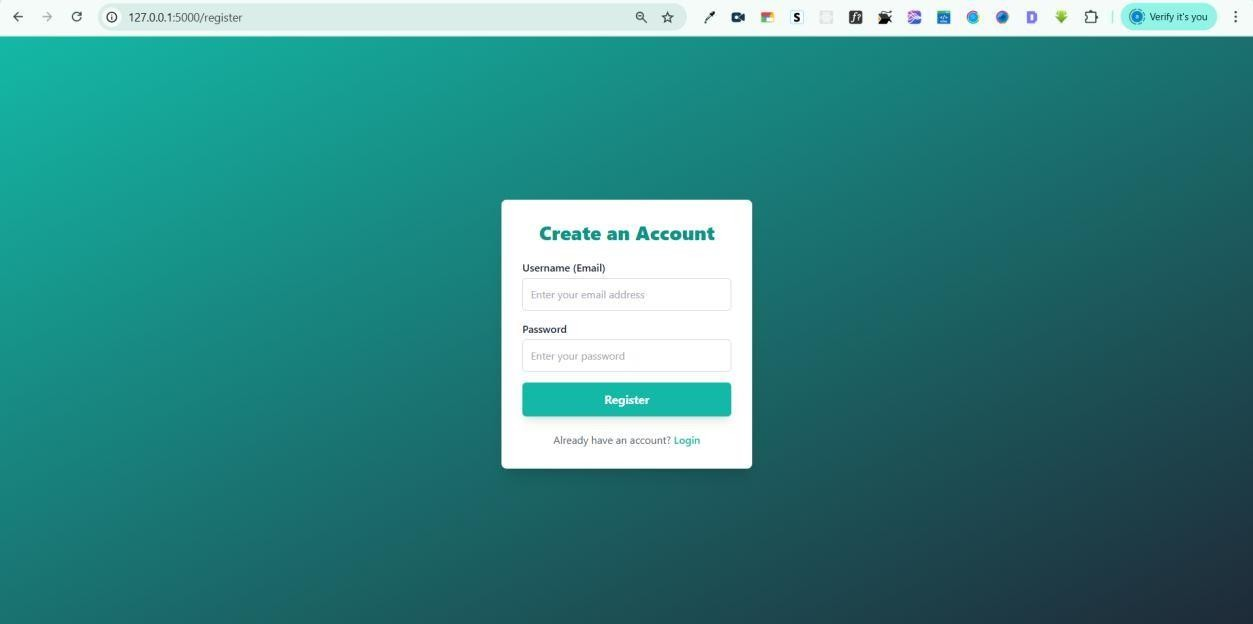 127.0.0.1:5000/register
S
f?
D
Verify it's you
Create an Account
Username (Email)
Enter your email address
Password
Enter your password
Register
Already have an account? Login